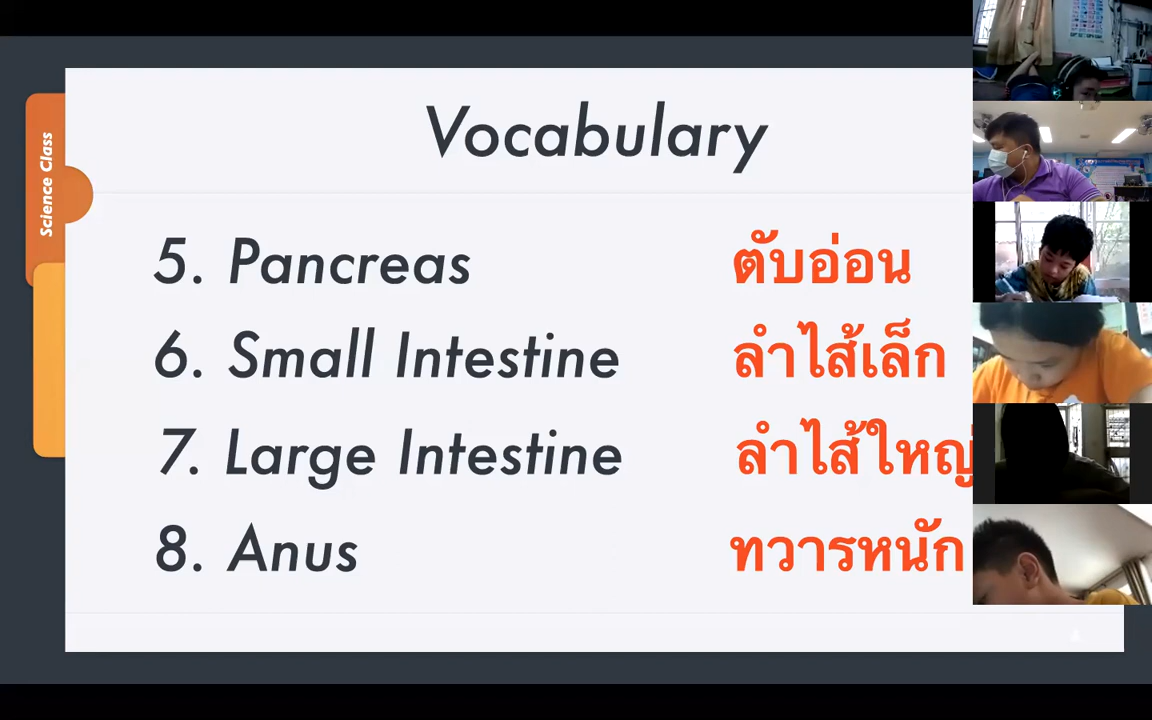 Science Class
Vocabulary
5. Pancreas ตับอ่อน
6. Small Intestine ลำไส้เล็ก
7. Large Intestine ลำไส้ใหญ่
8. Anus ทวารหนัก